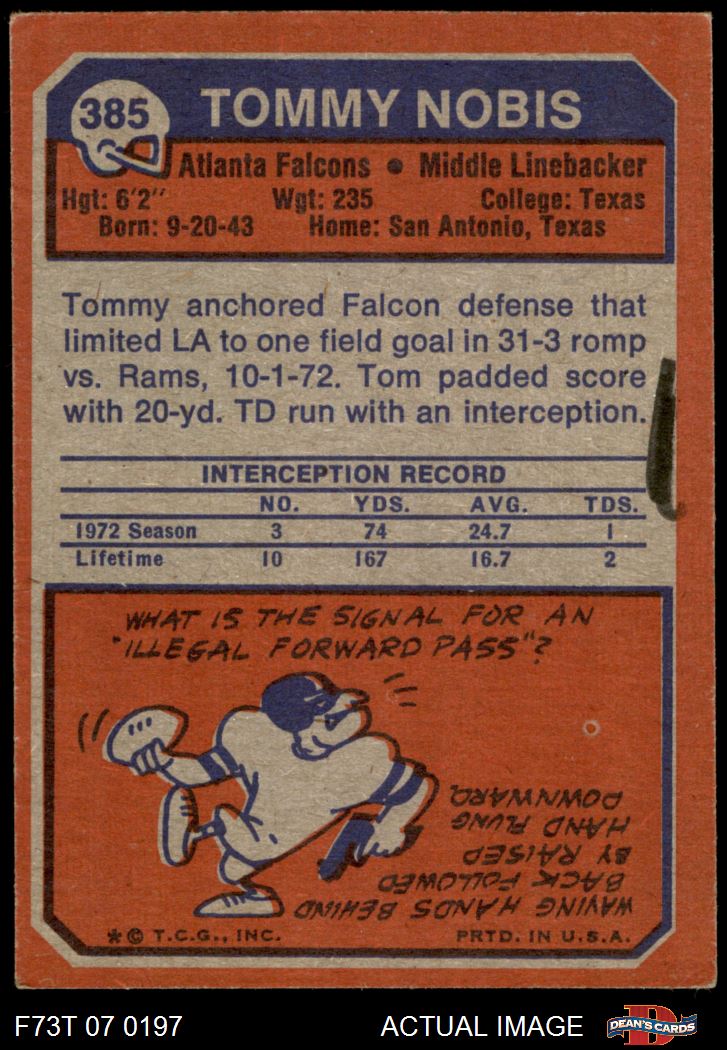 385
TOMMY NOBIS
Atlanta Falcons • Middle Linebacker
Hgt: 6'2" Wgt: 235 College: Texas
Born: 9-20-43 Home: San Antonio, Texas
Tommy anchored Falcon defense that
limited LA to one field goal in 31-3 romp
vs. Rams, 10-1-72. Tom padded score
with 20-yd. TD run with an interception.
INTERCEPTION RECORD
NO. YDS. AVG. TDS.
1972 Season 3 74 24.7 1
Lifetime 10 167 16.7 2
WHAT IS THE SIGNAL FOR AN
"ILLEGAL FORWARD PASS"?
WAVING HANDS BEHIND
BACK FOLLOWED
BY RAISED
HAND FLUNG
DOWNWARD.
*© T.C.G., INC. PRTD. IN U.S.A.
F73T 07 0197 ACTUAL IMAGE
D
DEAN'S CARDS